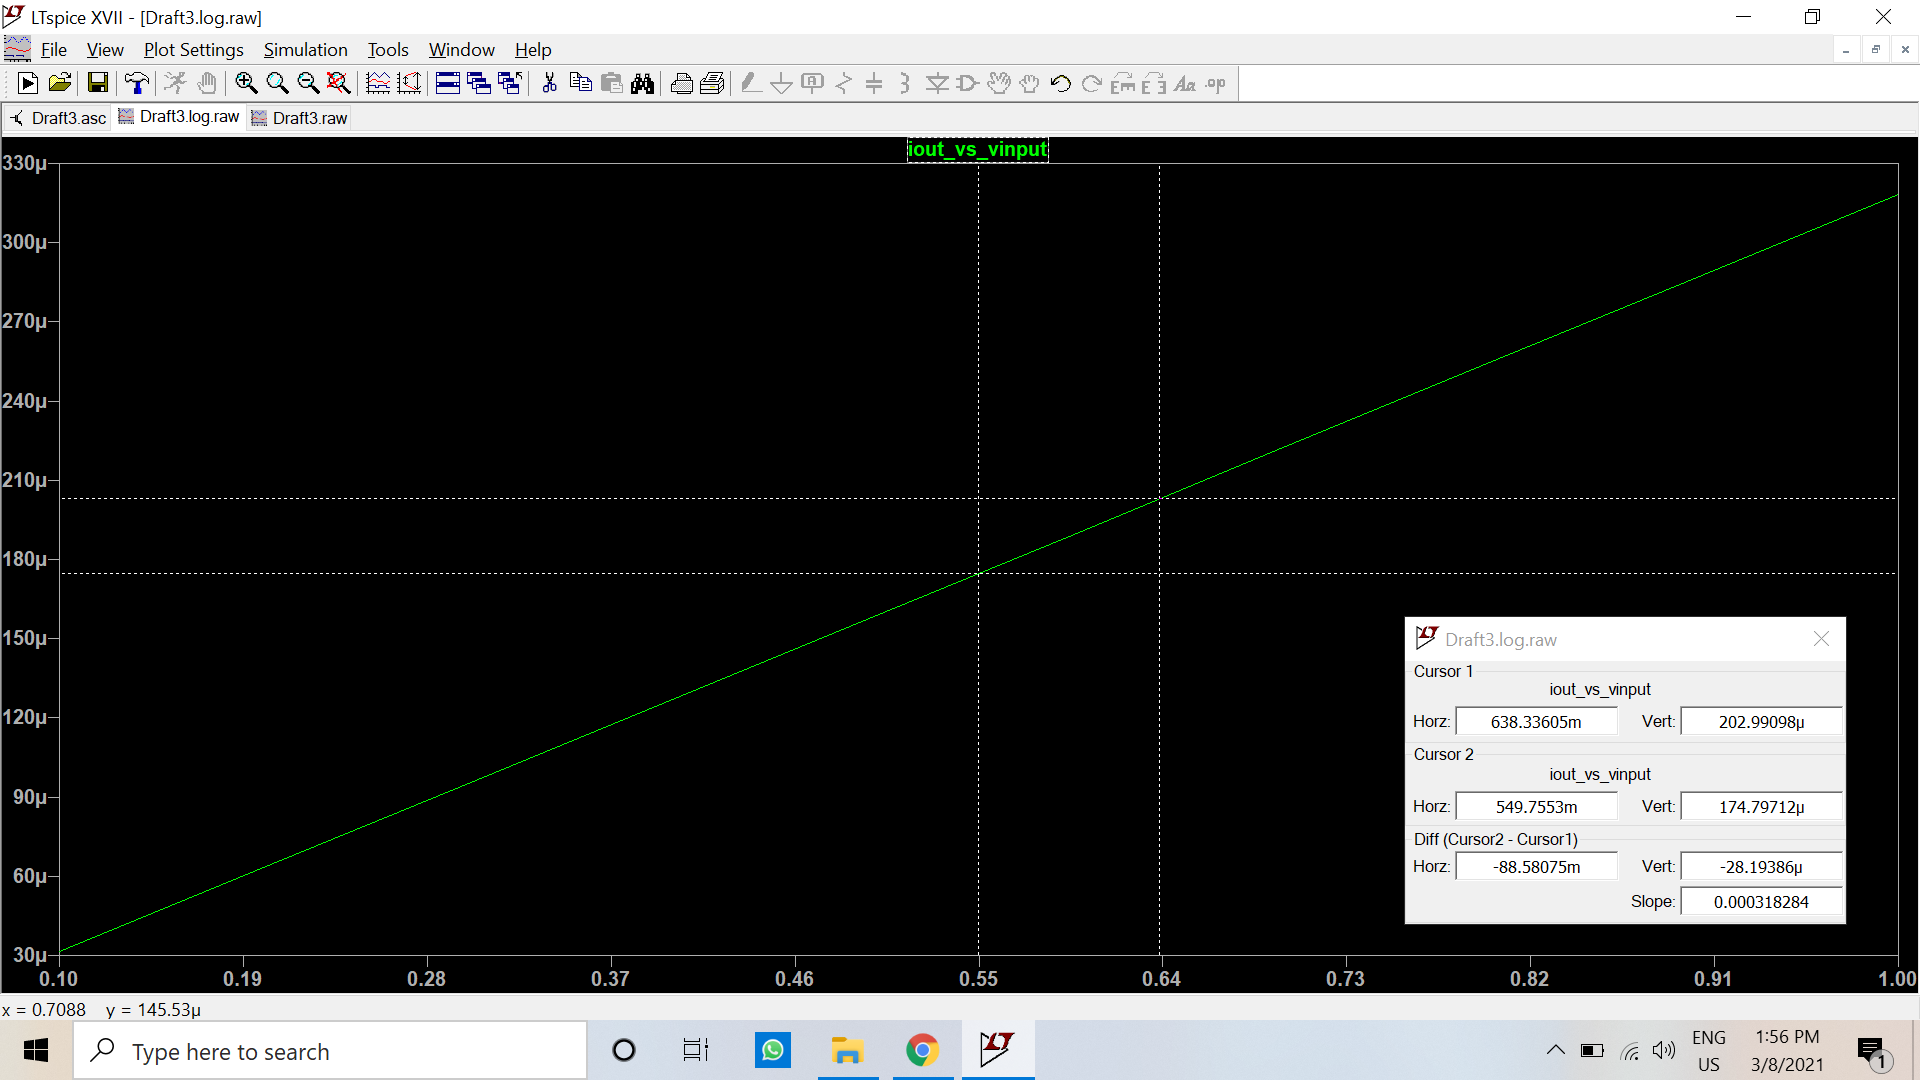 LTspice XVII - [Draft3.log.raw]
File View Plot Settings Simulation Tools Window Help
Draft3.asc Draft3.log.raw Draft3.raw
iout_vs_vinput
330µ
300µ
270µ
240µ
210µ
180µ
150µ
120µ
90µ
60µ
30µ
0.10 0.19 0.28 0.37 0.46 0.55 0.64 0.73 0.82 0.91 1.00
Draft3.log.raw
Cursor 1
iout_vs_vinput
Horz: 638.33605m Vert: 202.99098µ
Cursor 2
iout_vs_vinput
Horz: 549.7553m Vert: 174.79712µ
Diff (Cursor2 - Cursor1)
Horz: -88.58075m Vert: -28.19386µ
Slope: 0.000318284
x = 0.7088 y = 145.53µ
Type here to search
ENG
US
1:56 PM
3/8/2021
1